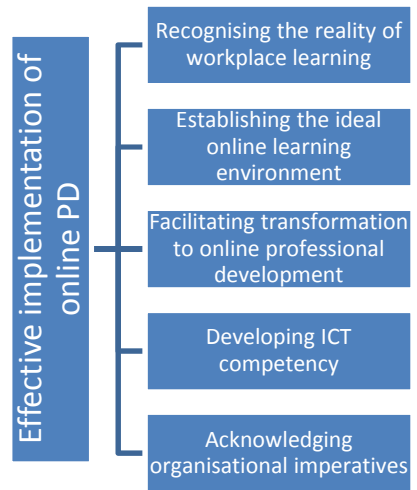 Effective implementation of
online PD
Recognising the reality of
workplace learning
Establishing the ideal
online learning
environment
Facilitating transformation
to online professional
development
Developing ICT
competency
Acknowledging
organisational imperatives